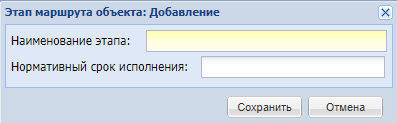 Этап маршрута объекта: Добавление
Наименование этапа:
Нормативный срок исполнения:
Сохранить Отмена